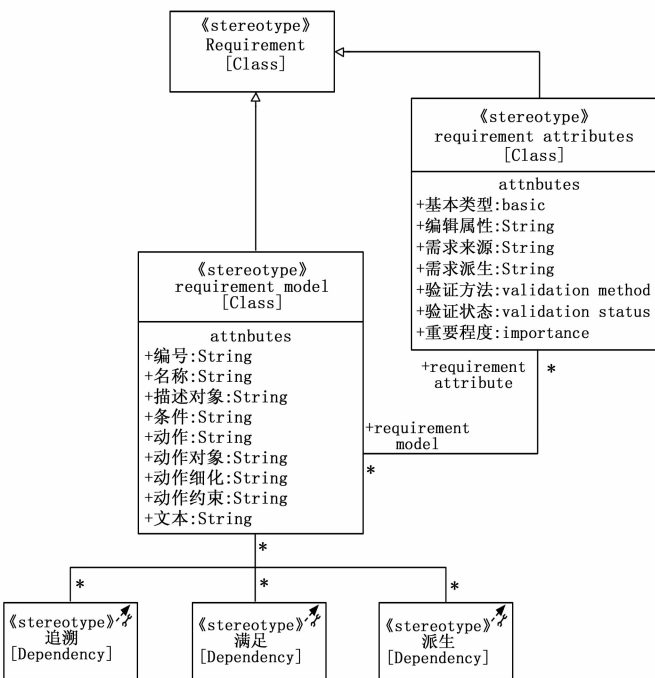 《stereotype》
Requirement
[Class]
《stereotype》
requirement attributes
[Class]
attnbutes
+基本类型:basic
+编辑属性:String
+需求来源:String
+需求派生:String
+验证方法:validation method
+验证状态:validation status
+重要程度:importance
《stereotype》
requirement model
[Class]
attnbutes
+编号:String
+名称:String
+描述对象:String
+条件:String
+动作:String
+动作对象:String
+动作细化:String
+动作约束:String
+文本:String
+requirement
attribute
*
+requirement
model
*
*
*
*
*
《stereotype》
追溯
[Dependency]
《stereotype》
满足
[Dependency]
《stereotype》
派生
[Dependency]